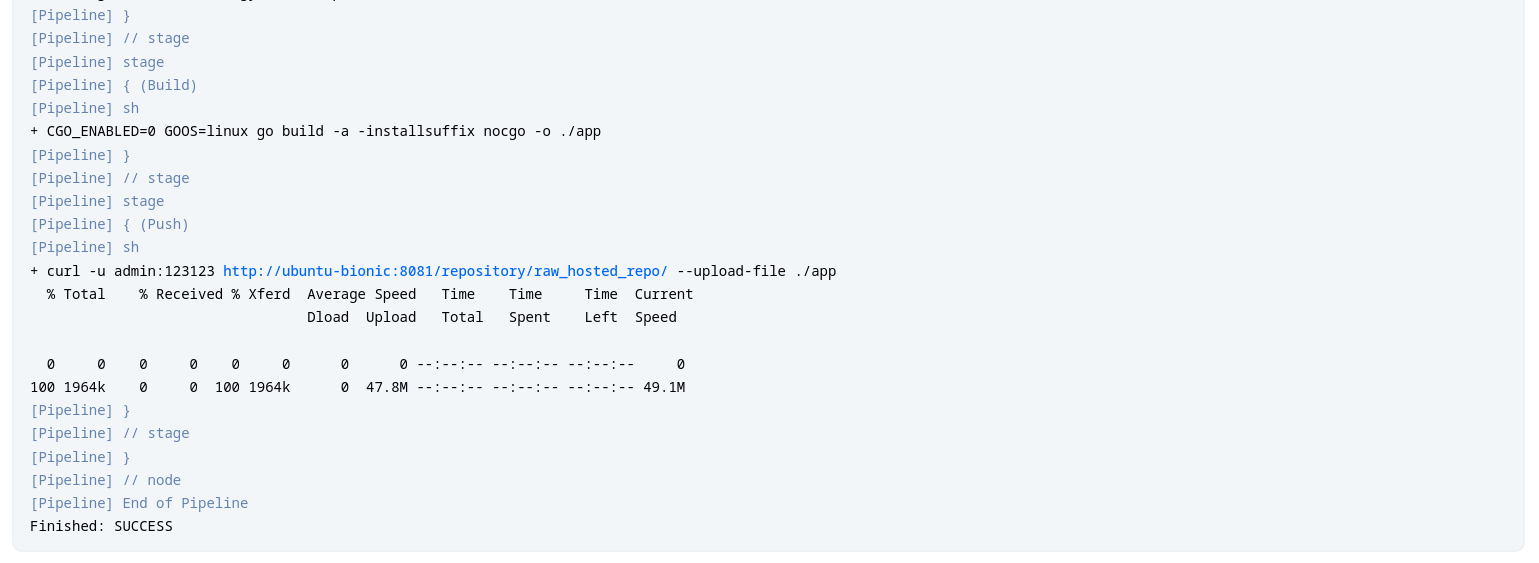 [Pipeline] }
[Pipeline] // stage
[Pipeline] stage
[Pipeline] { (Build)
[Pipeline] sh
+ CGO_ENABLED=0 GOOS=linux go build -a -installsuffix nocgo -o ./app
[Pipeline] }
[Pipeline] // stage
[Pipeline] stage
[Pipeline] { (Push)
[Pipeline] sh
+ curl -u admin:123123 http://ubuntu-bionic:8081/repository/raw_hosted_repo/ --upload-file ./app
  % Total    % Received % Xferd  Average Speed   Time    Time     Time  Current
                                 Dload  Upload   Total   Spent    Left  Speed
  0     0    0     0    0     0      0      0 --:--:-- --:--:-- --:--:--     0
100 1964k    0     0  100 1964k      0  47.8M --:--:-- --:--:-- --:--:-- 49.1M
[Pipeline] }
[Pipeline] // stage
[Pipeline] }
[Pipeline] // node
[Pipeline] End of Pipeline
Finished: SUCCESS